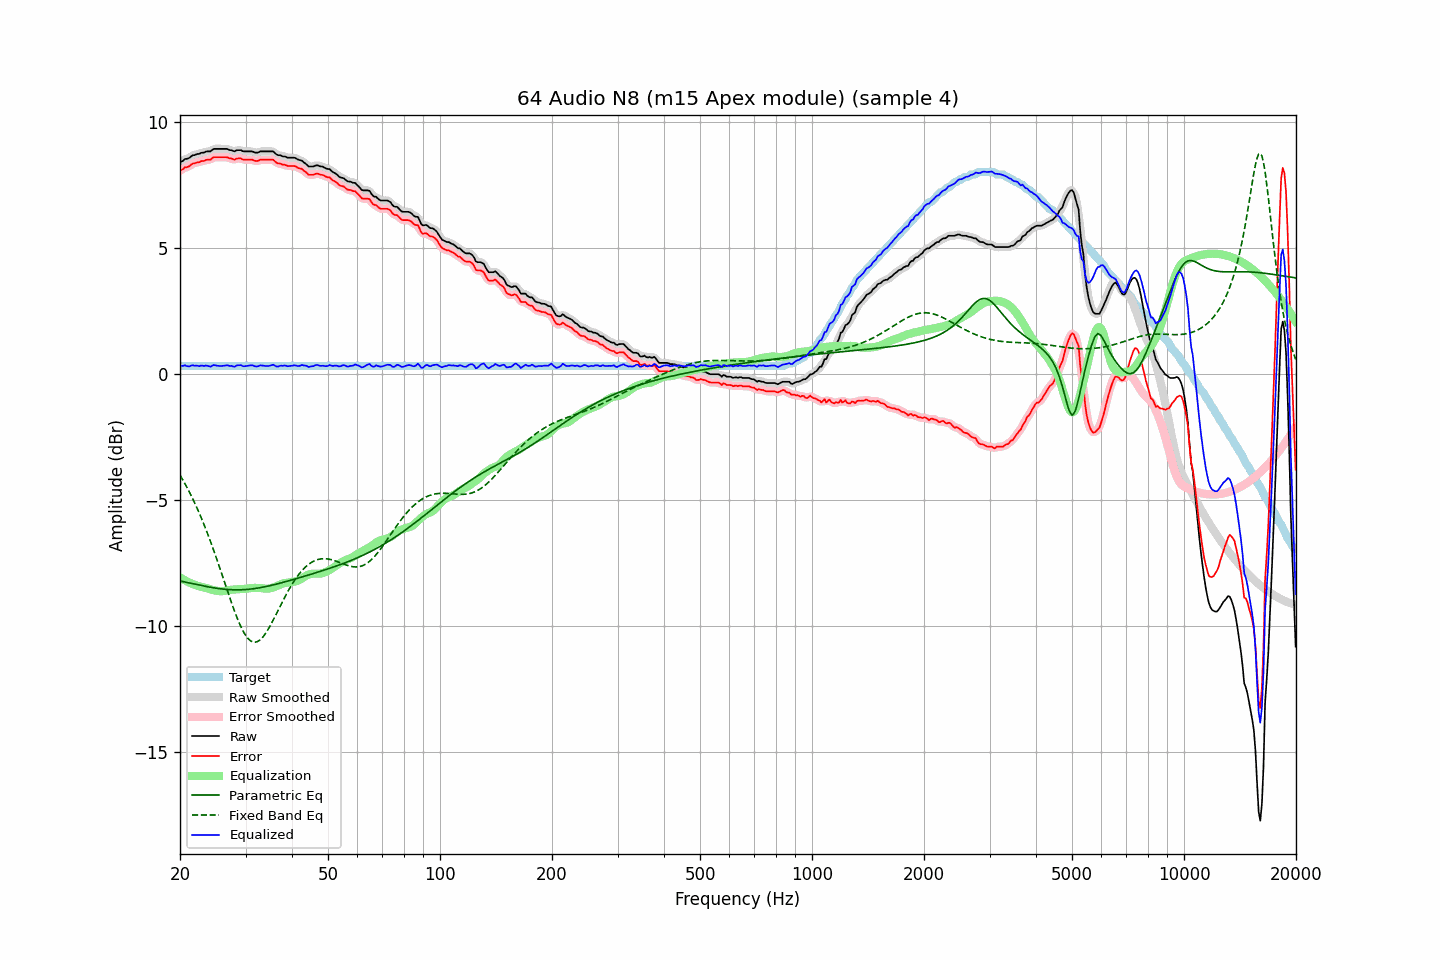 64 Audio N8 (m15 Apex module) (sample 4)
10
5
0
−5
−10
−15
Amplitude (dBr)
Target
Raw Smoothed
Error Smoothed
Raw
Error
Equalization
Parametric Eq
Fixed Band Eq
Equalized
20 50 100 200 500 1000 2000 5000 10000 20000
Frequency (Hz)